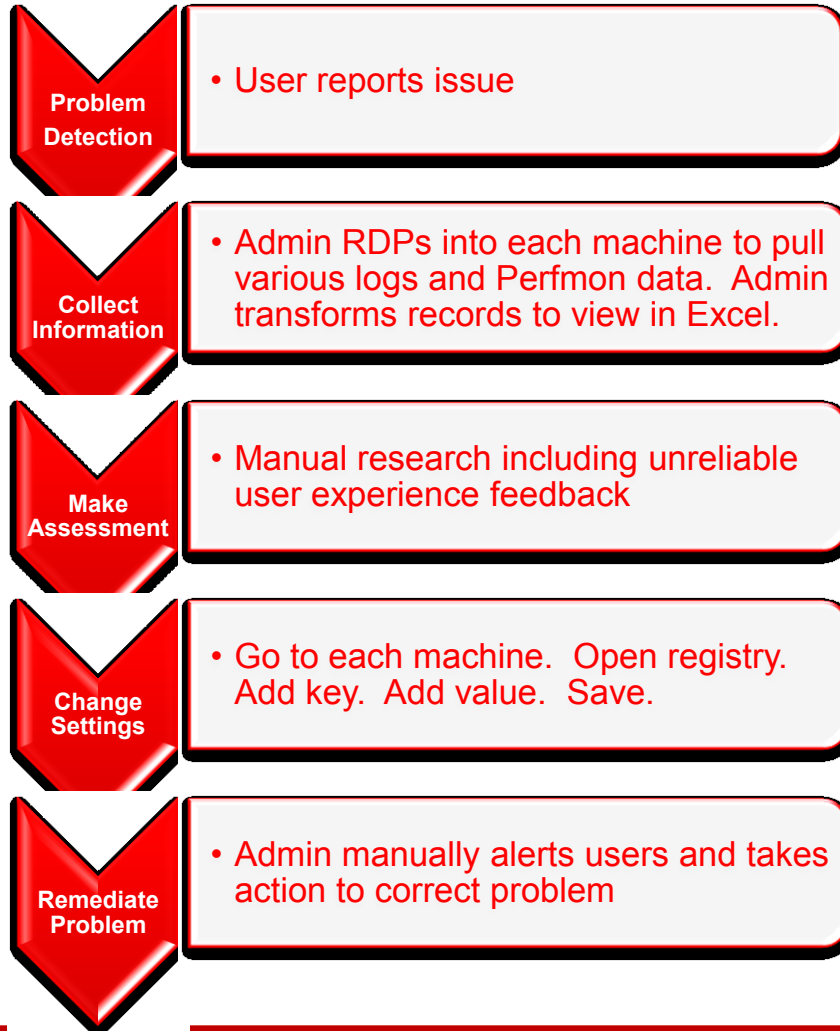 Problem
Detection
• User reports issue
Collect
Information
• Admin RDPs into each machine to pull
various logs and Perfmon data.  Admin
transforms records to view in Excel.
Make
Assessment
• Manual research including unreliable
user experience feedback
Change
Settings
• Go to each machine.  Open registry.
Add key.  Add value.  Save.
Remediate
Problem
• Admin manually alerts users and takes
action to correct problem